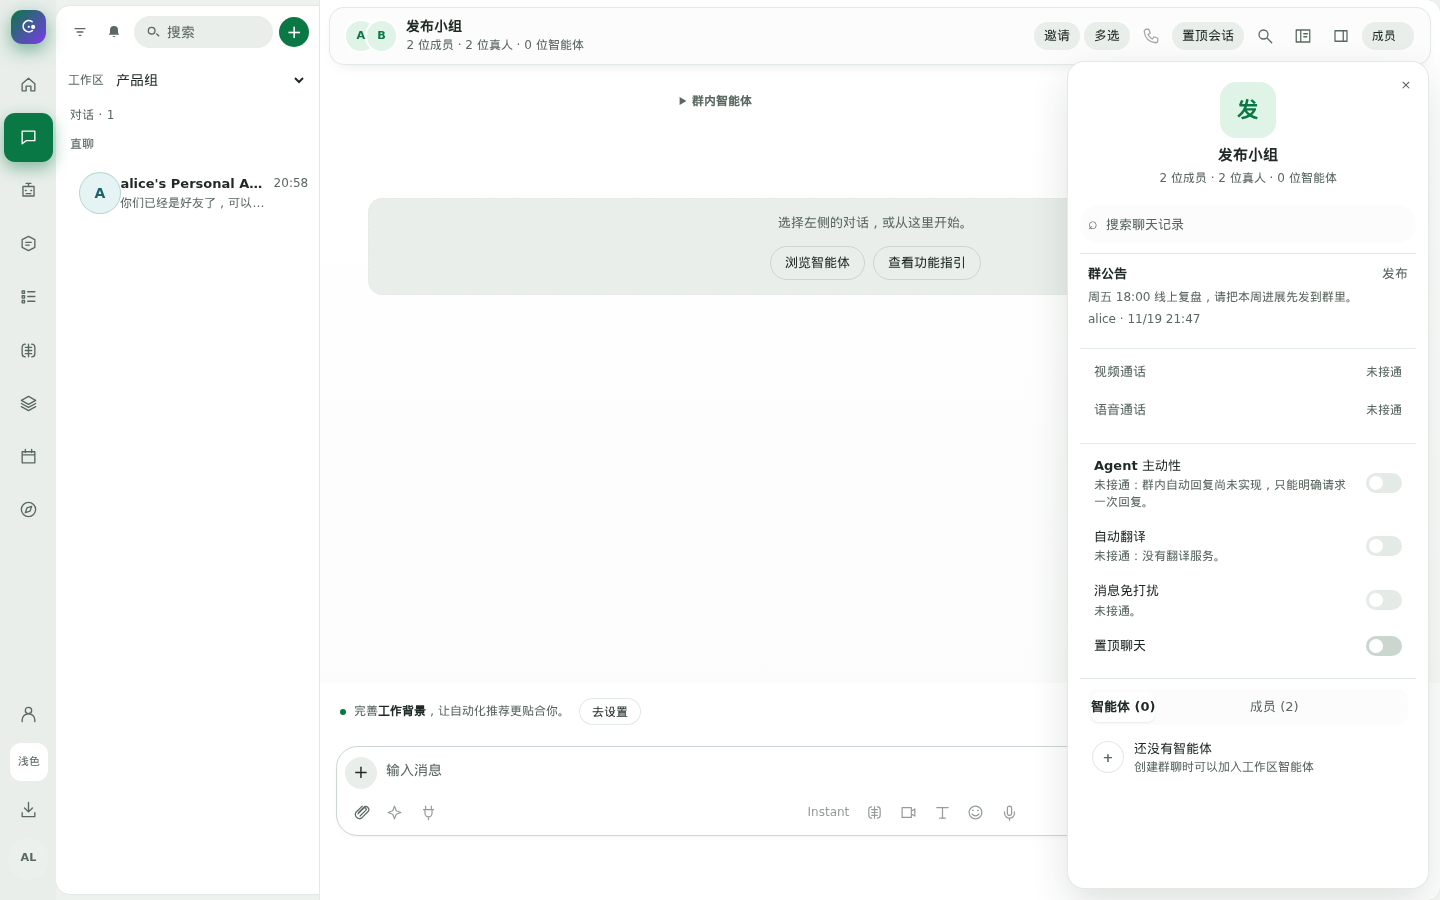 搜索
工作区 产品组
对话 · 1
直聊
A
alice's Personal A... 20:58
你们已经是好友了，可以...
浅色
AL
A B
发布小组
2 位成员 · 2 位真人 · 0 位智能体
邀请 多选 置顶会话 成员
▶ 群内智能体
选择左侧的对话，或从这里开始。
浏览智能体 查看功能指引
完善工作背景，让自动化推荐更贴合你。 去设置
输入消息
Instant
×
发
发布小组
2 位成员 · 2 位真人 · 0 位智能体
搜索聊天记录
群公告 发布
周五 18:00 线上复盘，请把本周进展先发到群里。
alice · 11/19 21:47
视频通话 未接通
语音通话 未接通
Agent 主动性
未接通：群内自动回复尚未实现，只能明确请求
一次回复。
自动翻译
未接通：没有翻译服务。
消息免打扰
未接通。
置顶聊天
智能体 (0) 成员 (2)
还没有智能体
创建群聊时可以加入工作区智能体